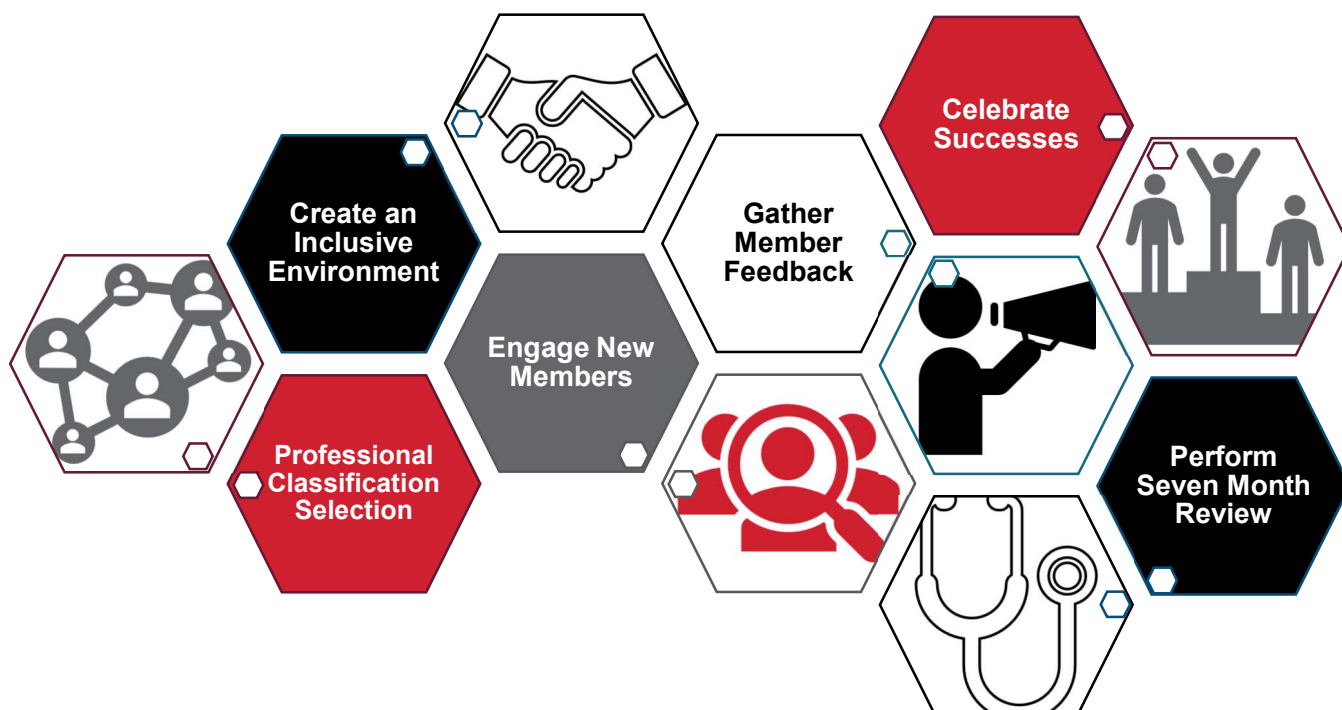 Create an
Inclusive
Environment
Professional
Classification
Selection
Engage New
Members
Gather
Member
Feedback
Celebrate
Successes
Perform
Seven Month
Review